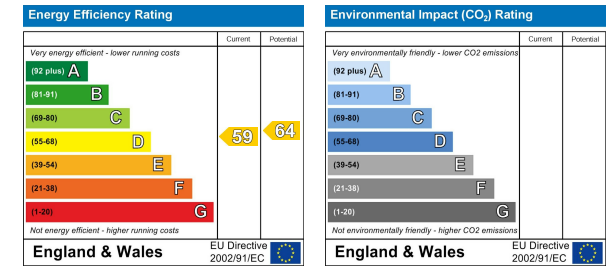 Energy Efficiency Rating
Current Potential
Very energy efficient - lower running costs
(92 plus) A
(81-91) B
(69-80) C
(55-68) D
(39-54) E
(21-38) F
(1-20) G
59
64
Not energy efficient - higher running costs
England & Wales
EU Directive
2002/91/EC
Environmental Impact (CO₂) Rating
Current Potential
Very environmentally friendly - lower CO2 emissions
(92 plus) A
(81-91) B
(69-80) C
(55-68) D
(39-54) E
(21-38) F
(1-20) G
Not environmentally friendly - higher CO2 emissions
England & Wales
EU Directive
2002/91/EC